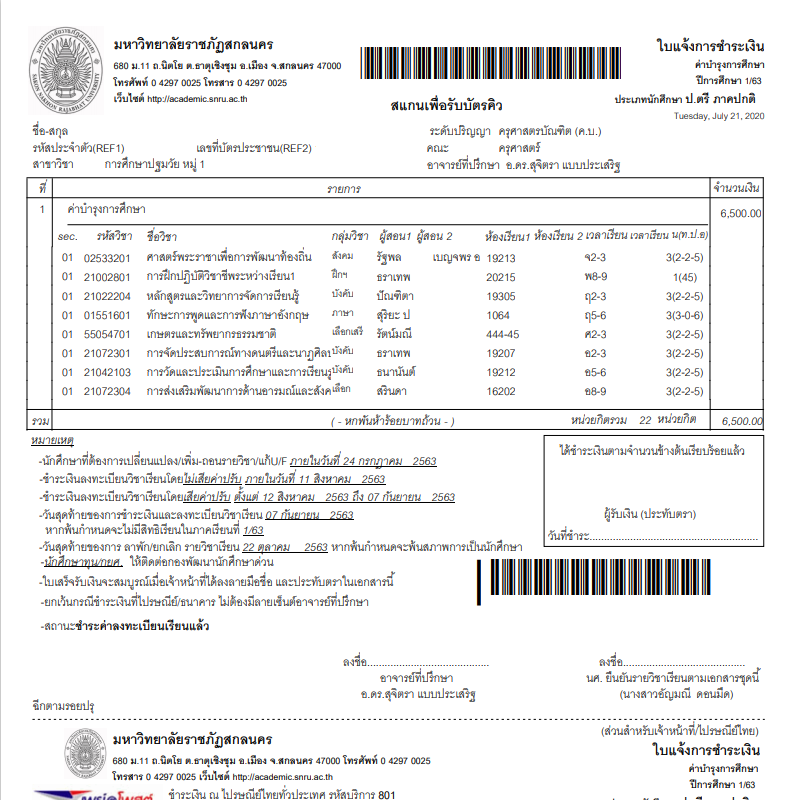 มหาวิทยาลัยราชภัฏสกลนคร
680 ม.11 ถ.นิตโย ต.ธาตุเชิงชุม อ.เมือง จ.สกลนคร 47000
โทรศัพท์ 0 4297 0025 โทรสาร 0 4297 0025
เว็บไซต์ http://academic.snru.ac.th
สแกนเพื่อรับบัตรคิว
ใบแจ้งการชำระเงิน
ค่าบำรุงการศึกษา
ปีการศึกษา 1/63
ประเภทนักศึกษา ป.ตรี ภาคปกติ
Tuesday, July 21, 2020
ชื่อ-สกุล ระดับปริญญา ครุศาสตรบัณฑิต (ค.บ.)
รหัสประจำตัว(REF1) เลขที่บัตรประชาชน(REF2) คณะ ครุศาสตร์
สาขาวิชา การศึกษาปฐมวัย หมู่ 1 อาจารย์ที่ปรึกษา อ.ดร.สุจิตรา แบบประเสริฐ
ที่ รายการ จำนวนเงิน
1 ค่าบำรุงการศึกษา 6,500.00
sec. รหัสวิชา ชื่อวิชา กลุ่มวิชา ผู้สอน1 ผู้สอน 2 ห้องเรียน1 ห้องเรียน 2 เวลาเรียน เวลาเรียน น(ท.ป.อ)
01 02533201 ศาสตร์พระราชาเพื่อการพัฒนาท้องถิ่น สังคม รัฐพล เบญจพร อ 19213 จ2-3 3(2-2-5)
01 21002801 การฝึกปฏิบัติวิชาชีพระหว่างเรียน1 ฝึกฯ ธราเทพ 20215 พ8-9 1(45)
01 21022204 หลักสูตรและวิทยาการจัดการเรียนรู้ บังคับ ปัณฑิตา 19305 ฤ2-3 3(2-2-5)
01 01551601 ทักษะการพูดและการฟังภาษาอังกฤษ ภาษา สุริยะ ป 1064 ฤ5-6 3(3-0-6)
01 55054701 เกษตรและทรัพยากรธรรมชาติ เลือกเสรี รัตน์มณี 444-45 ศ2-3 3(2-2-5)
01 21072301 การจัดประสบการณ์ทางดนตรีและนาฏศิลป บังคับ ธราเทพ 19207 อ2-3 3(2-2-5)
01 21042103 การวัดและประเมินการศึกษาและการเรียนรู บังคับ ธนานันต์ 19212 อ5-6 3(2-2-5)
01 21072304 การส่งเสริมพัฒนาการด้านอารมณ์และสังค เลือก สรินดา 16202 อ8-9 3(2-2-5)
รวม ( - หกพันห้าร้อยบาทถ้วน - ) หน่วยกิตรวม 22 หน่วยกิต 6,500.00
หมายเหตุ
-นักศึกษาที่ต้องการเปลี่ยนแปลง/เพิ่ม-ถอนรายวิชา/แก้U/F ภายในวันที่ 24 กรกฎาคม 2563
-ชำระเงินลงทะเบียนวิชาเรียนโดยไม่เสียค่าปรับ ภายในวันที่ 11 สิงหาคม 2563
-ชำระเงินลงทะเบียนวิชาเรียนโดยเสียค่าปรับ ตั้งแต่ 12 สิงหาคม 2563 ถึง 07 กันยายน 2563
-วันสุดท้ายของการชำระเงินและลงทะเบียนวิชาเรียน 07 กันยายน 2563
หากพ้นกำหนดจะไม่มีสิทธิเรียนในภาคเรียนที่ 1/63
-วันสุดท้ายของการ ลาพัก/ยกเลิก รายวิชาเรียน 22 ตุลาคม 2563 หากพ้นกำหนดจะพ้นสภาพการเป็นนักศึกษา
-นักศึกษาทุน/กยศ. ให้ติดต่อกองพัฒนานักศึกษาด่วน
-ใบเสร็จรับเงินจะสมบูรณ์เมื่อเจ้าหน้าที่ได้ลงลายมือชื่อ และประทับตราในเอกสารนี้
-ยกเว้นกรณีชำระเงินที่ไปรษณีย์/ธนาคาร ไม่ต้องมีลายเซ็นต์อาจารย์ที่ปรึกษา
-สถานะชำระค่าลงทะเบียนเรียนแล้ว
ได้ชำระเงินตามจำนวนข้างต้นเรียบร้อยแล้ว
ผู้รับเงิน (ประทับตรา)
วันที่ชำระ................................................
ลงชื่อ................................... ลงชื่อ...................................
อาจารย์ที่ปรึกษา นศ. ยืนยันรายวิชาเรียนตามเอกสารชุดนี้
อ.ดร.สุจิตรา แบบประเสริฐ (นางสาวอัญมณี ดอนมืด)
ฉีกตามรอยปรุ
(ส่วนสำหรับเจ้าหน้าที่/ไปรษณีย์ไทย)
มหาวิทยาลัยราชภัฏสกลนคร
680 ม.11 ถ.นิตโย ต.ธาตุเชิงชุม อ.เมือง จ.สกลนคร 47000 โทรศัพท์ 0 4297 0025
โทรสาร 0 4297 0025 เว็บไซต์ http://academic.snru.ac.th
ใบแจ้งการชำระเงิน
ค่าบำรุงการศึกษา
ปีการศึกษา 1/63
ชำระเงิน ณ ไปรษณีย์ไทยทั่วประเทศ รหัสบริการ 801